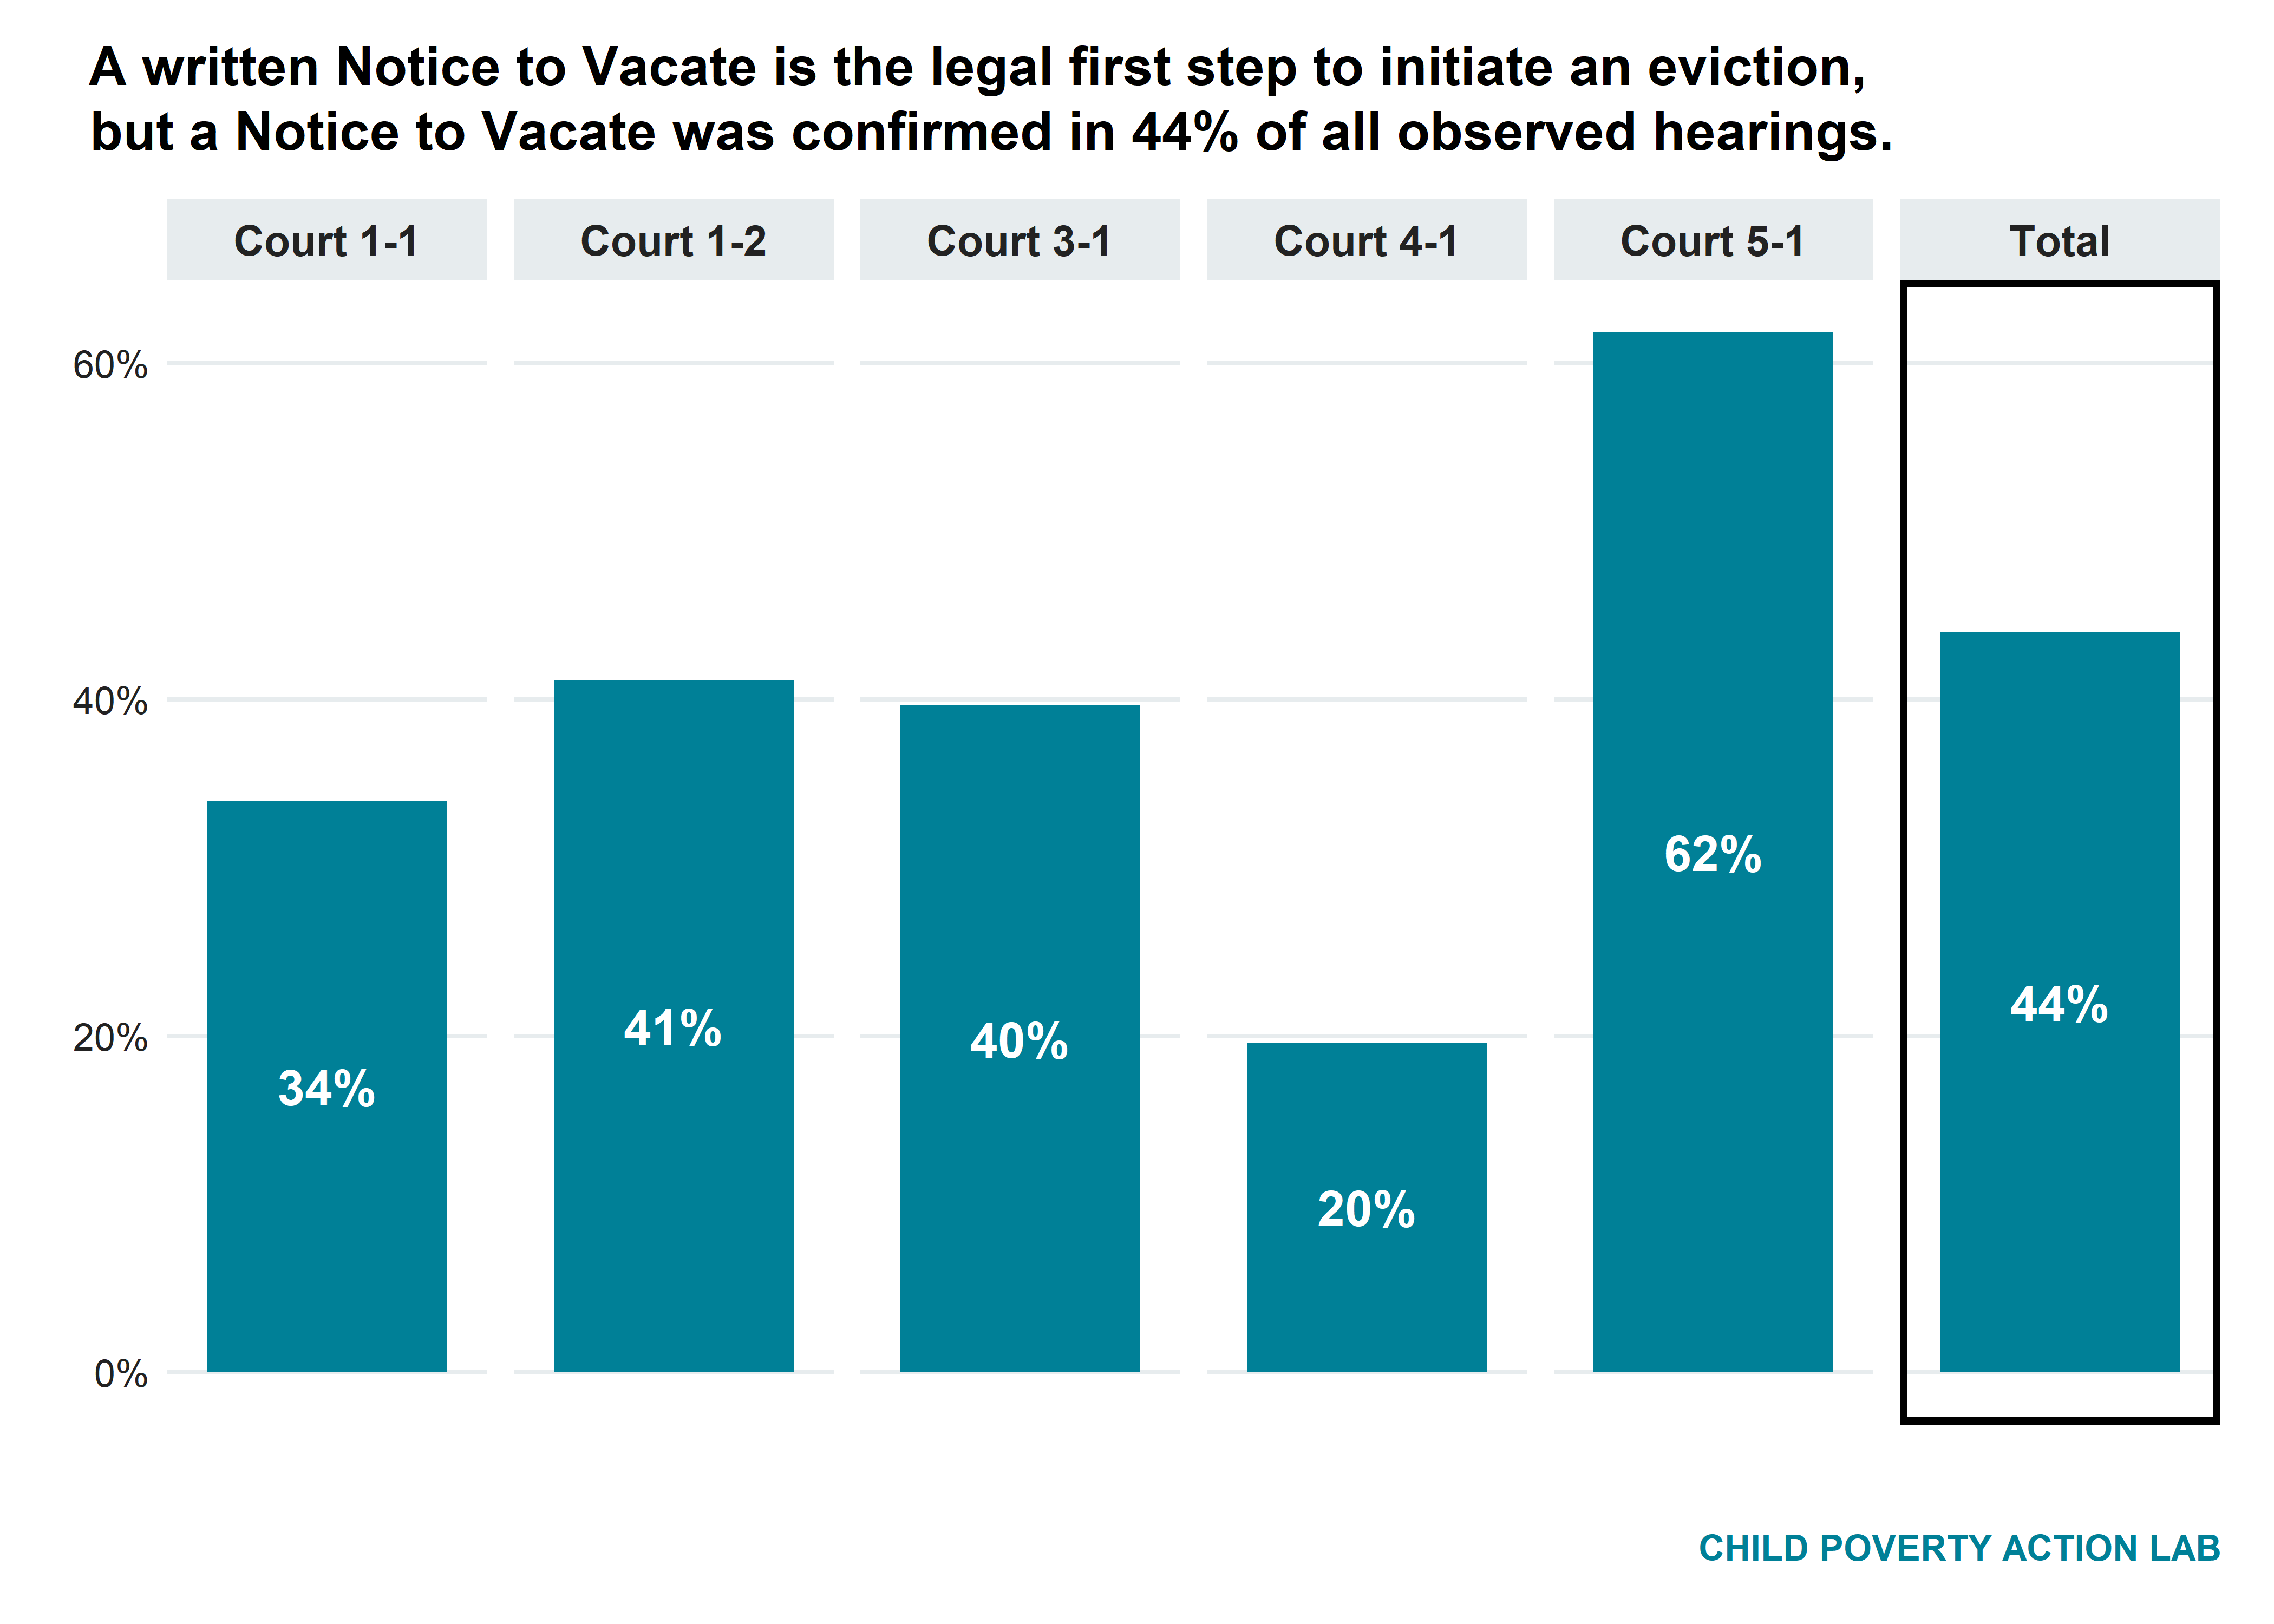 A written Notice to Vacate is the legal first step to initiate an eviction,
but a Notice to Vacate was confirmed in 44% of all observed hearings.
Court 1-1
Court 1-2
Court 3-1
Court 4-1
Court 5-1
Total
60%
40%
20%
0%
34%
41%
40%
20%
62%
44%
CHILD POVERTY ACTION LAB